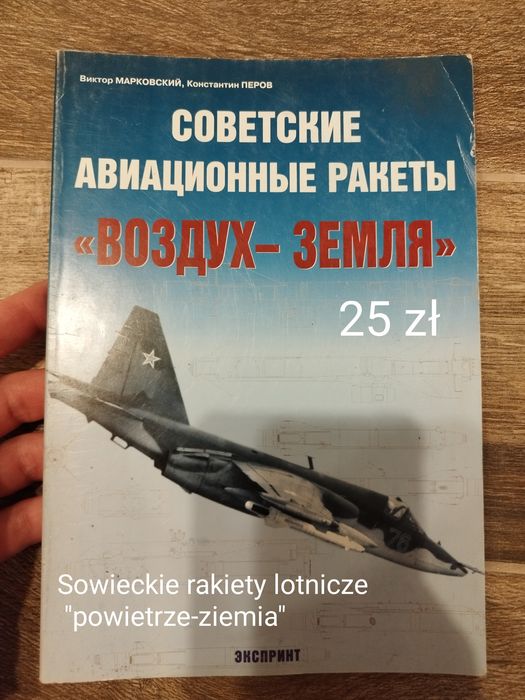 Виктор МАРКОВСКИЙ, Константин ПЕРОВ
СОВЕТСКИЕ
АВИАЦИОННЫЕ РАКЕТЫ
«ВОЗДУХ– ЗЕМЛЯ»
25 zł
Sowieckie rakiety lotnicze
"powietrze-ziemia"
ЭКСПРИНТ